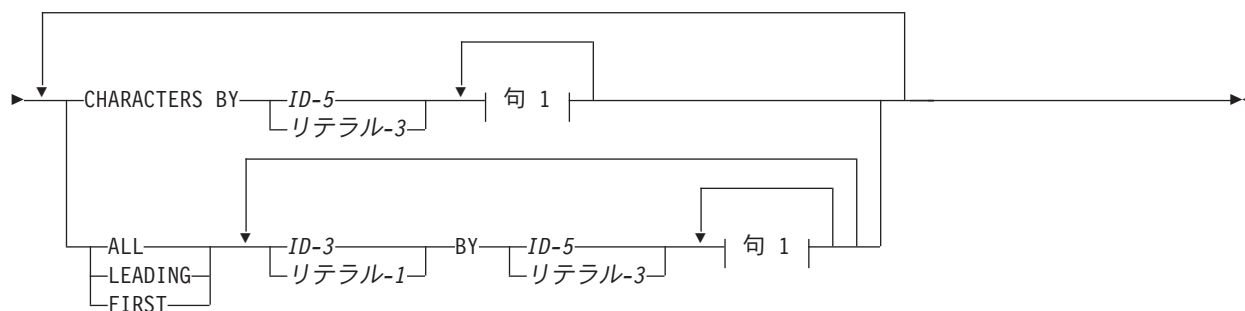 CHARACTERS BY ID-5 句 1
リテラル-3
ALL ID-3 BY ID-5 句 1
LEADING リテラル-1 リテラル-3
FIRST